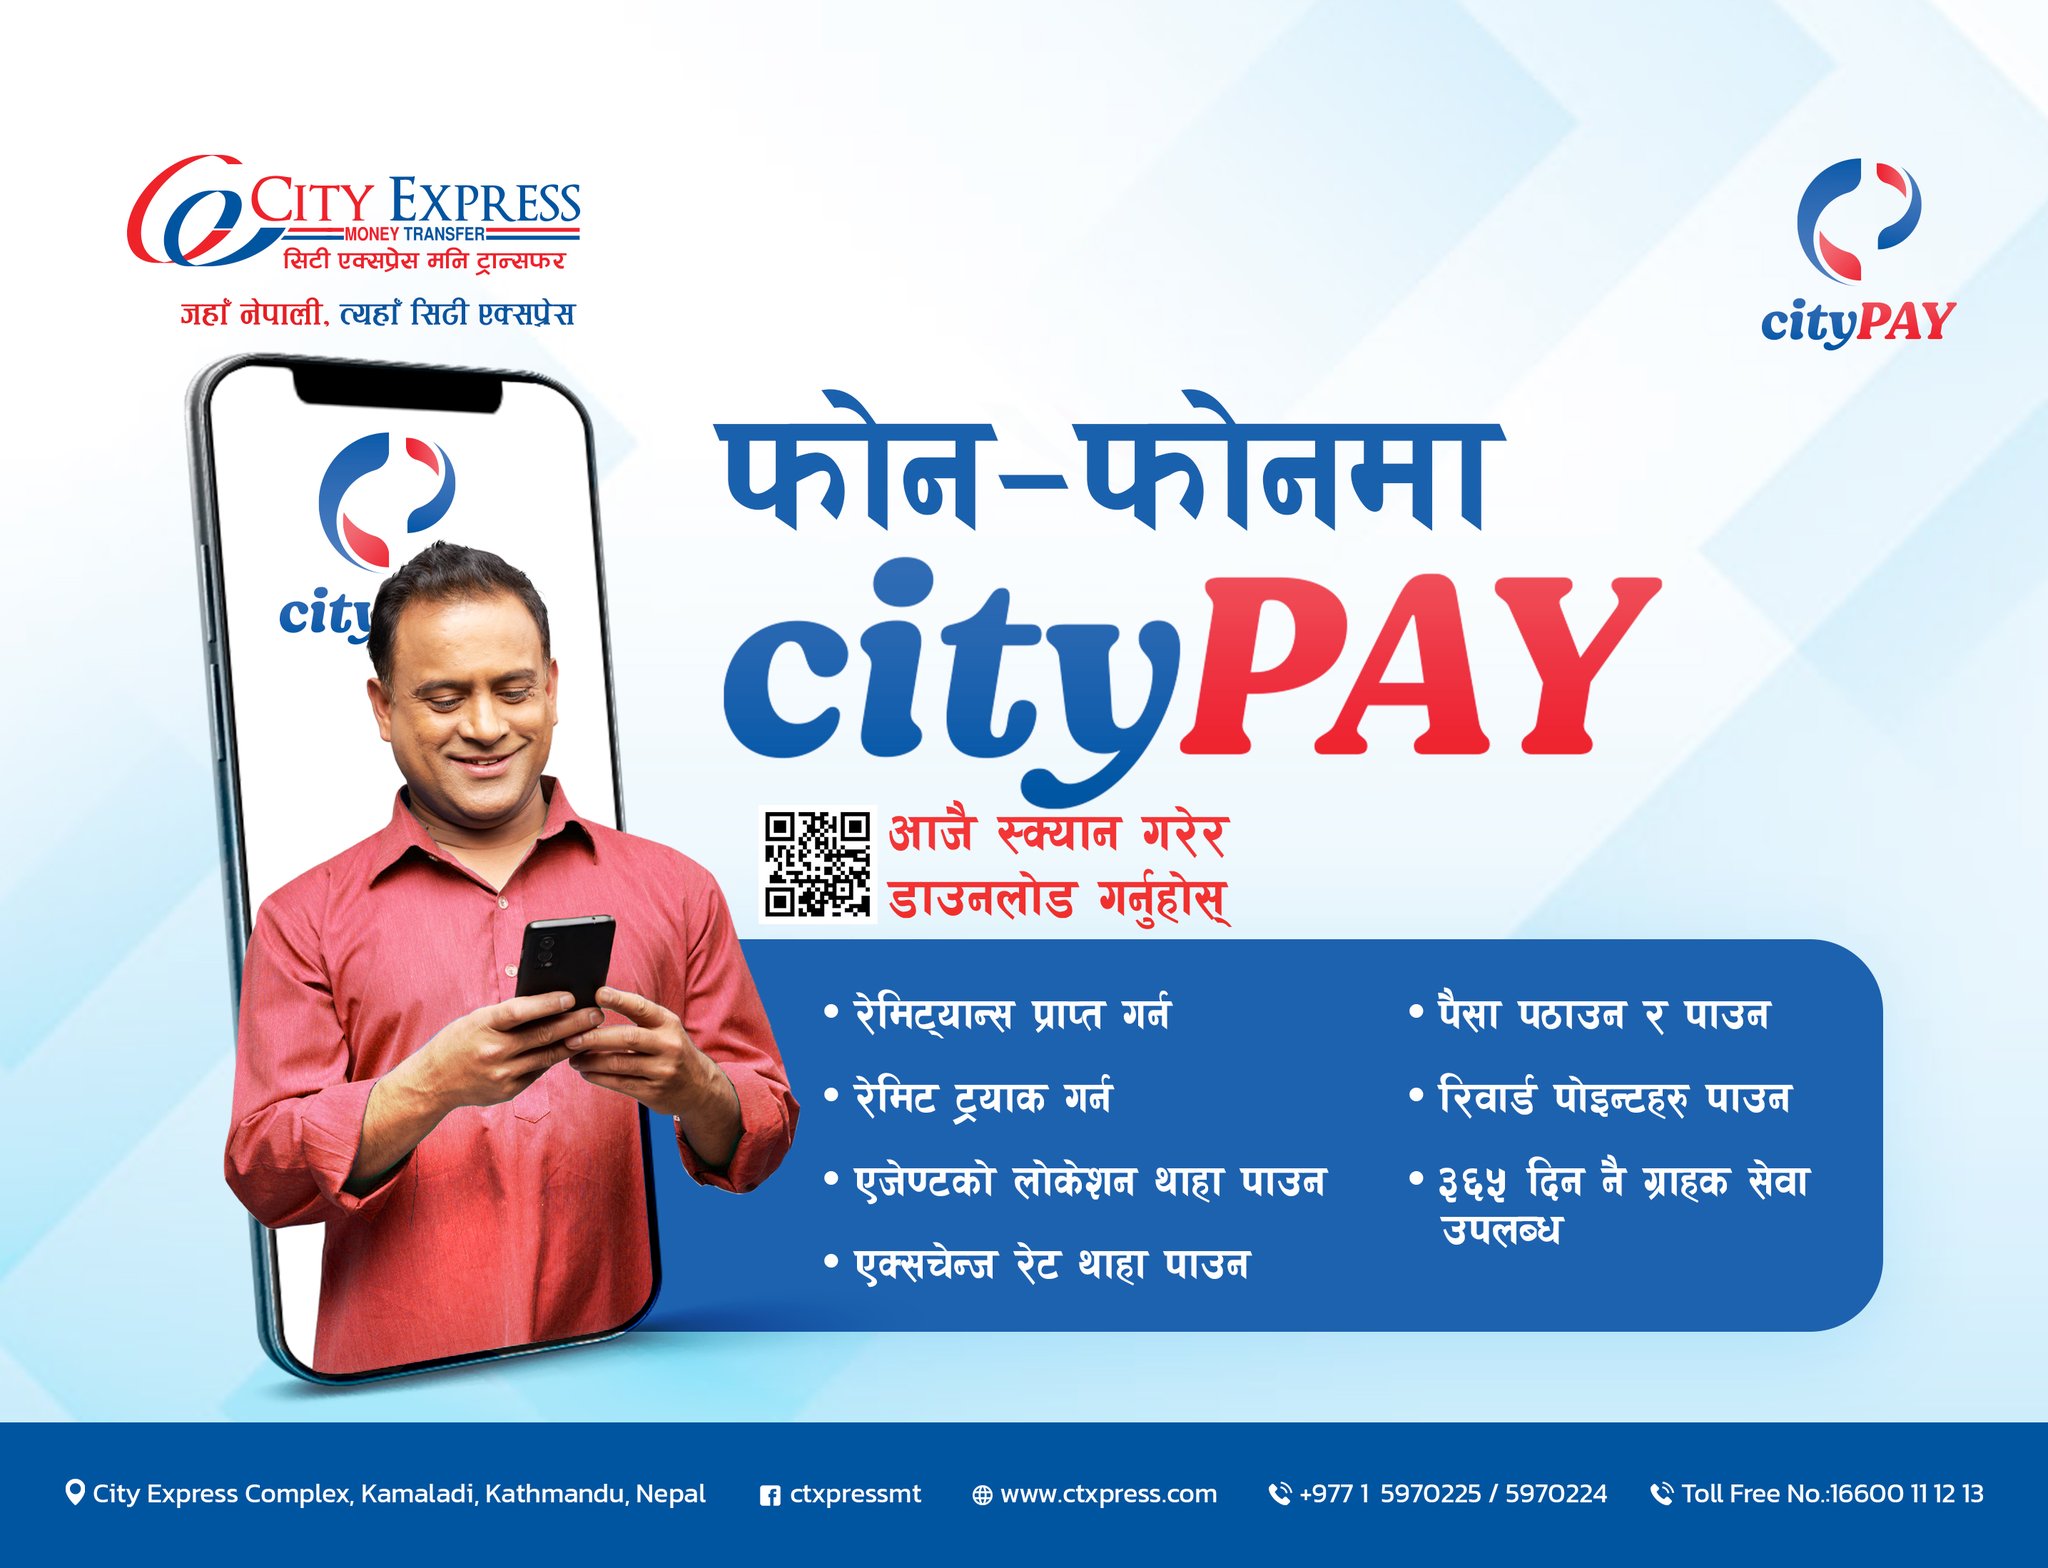 CITY EXPRESS
MONEY TRANSFER
सिटी एक्सप्रेस मनि ट्रान्सफर
जहाँ नेपाली, त्यहाँ सिटी एक्सप्रेस
cityPAY
city
फोन-फोनमा
cityPAY
आजै स्क्यान गरेर
डाउनलोड गर्नुहोस्
• रेमिट्यान्स प्राप्त गर्न
• रेमिट ट्र्याक गर्न
• एजेण्टको लोकेशन थाहा पाउन
• एक्सचेन्ज रेट थाहा पाउन
• पैसा पठाउन र पाउन
• रिवार्ड पोइन्टहरु पाउन
• ३६५ दिन नै ग्राहक सेवा
उपलब्ध
City Express Complex, Kamaladi, Kathmandu, Nepal
ctxpressmt
www.ctxpress.com
+977 1 5970225 / 5970224
Toll Free No.:16600 11 12 13